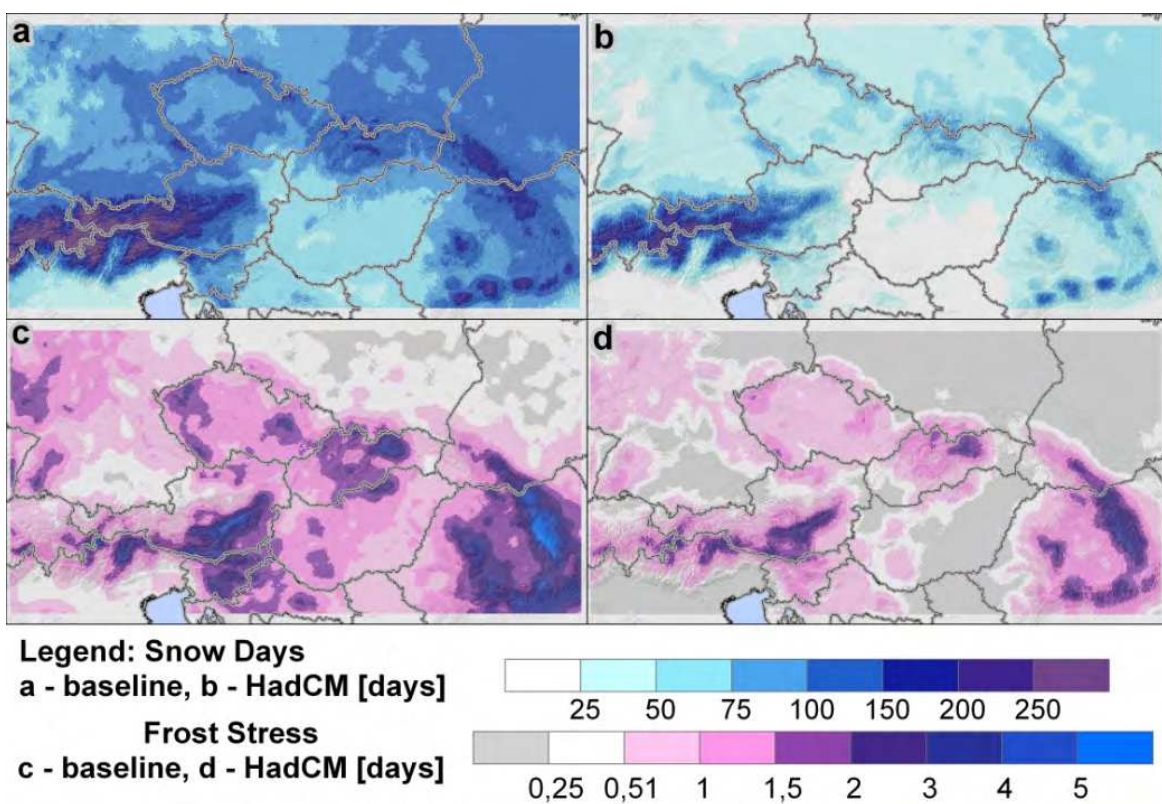 a
b
c
d
Legend: Snow Days
a - baseline, b - HadCM [days]
25 50 75 100 150 200 250
Frost Stress
c - baseline, d - HadCM [days]
0,25 0,51 1 1,5 2 3 4 5